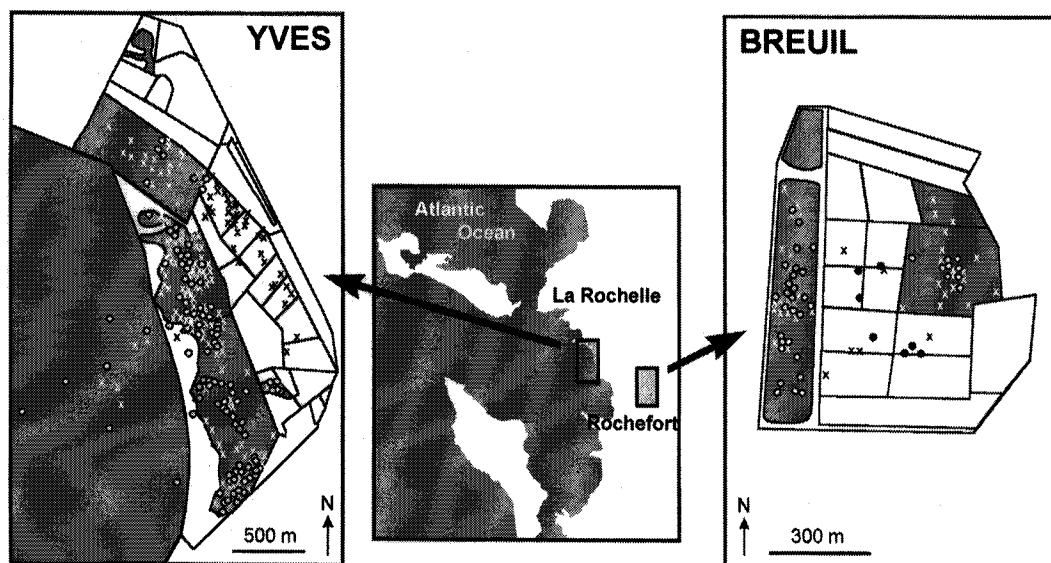 YVES
N
500 m
Atlantic
Ocean
La Rochelle
Rochefort
BREUIL
N
300 m